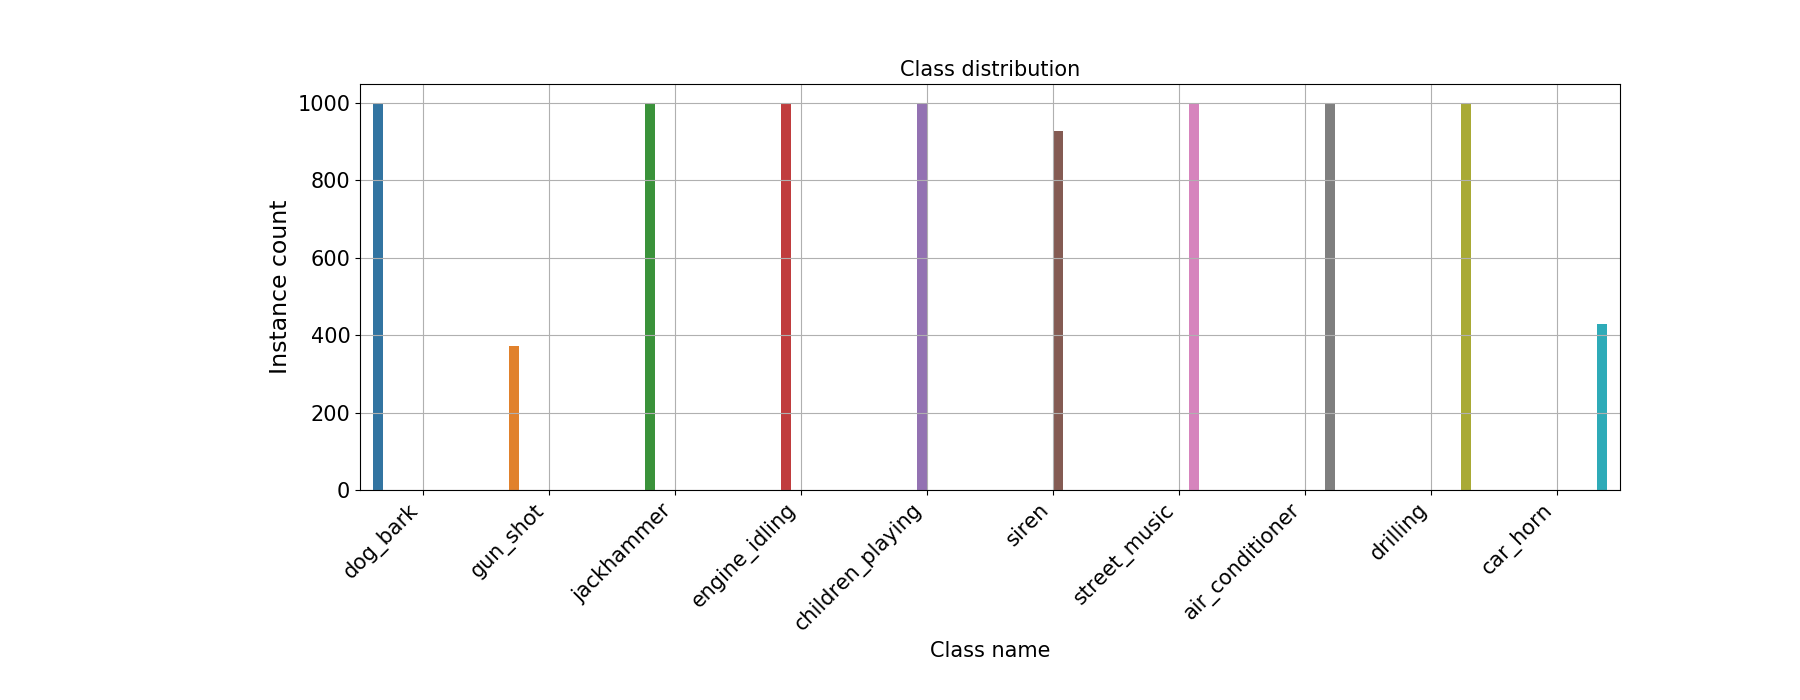 Class distribution
Instance count
1000
800
600
400
200
0
dog_bark
gun_shot
jackhammer
engine_idling
children_playing
siren
street_music
air_conditioner
drilling
car_horn
Class name